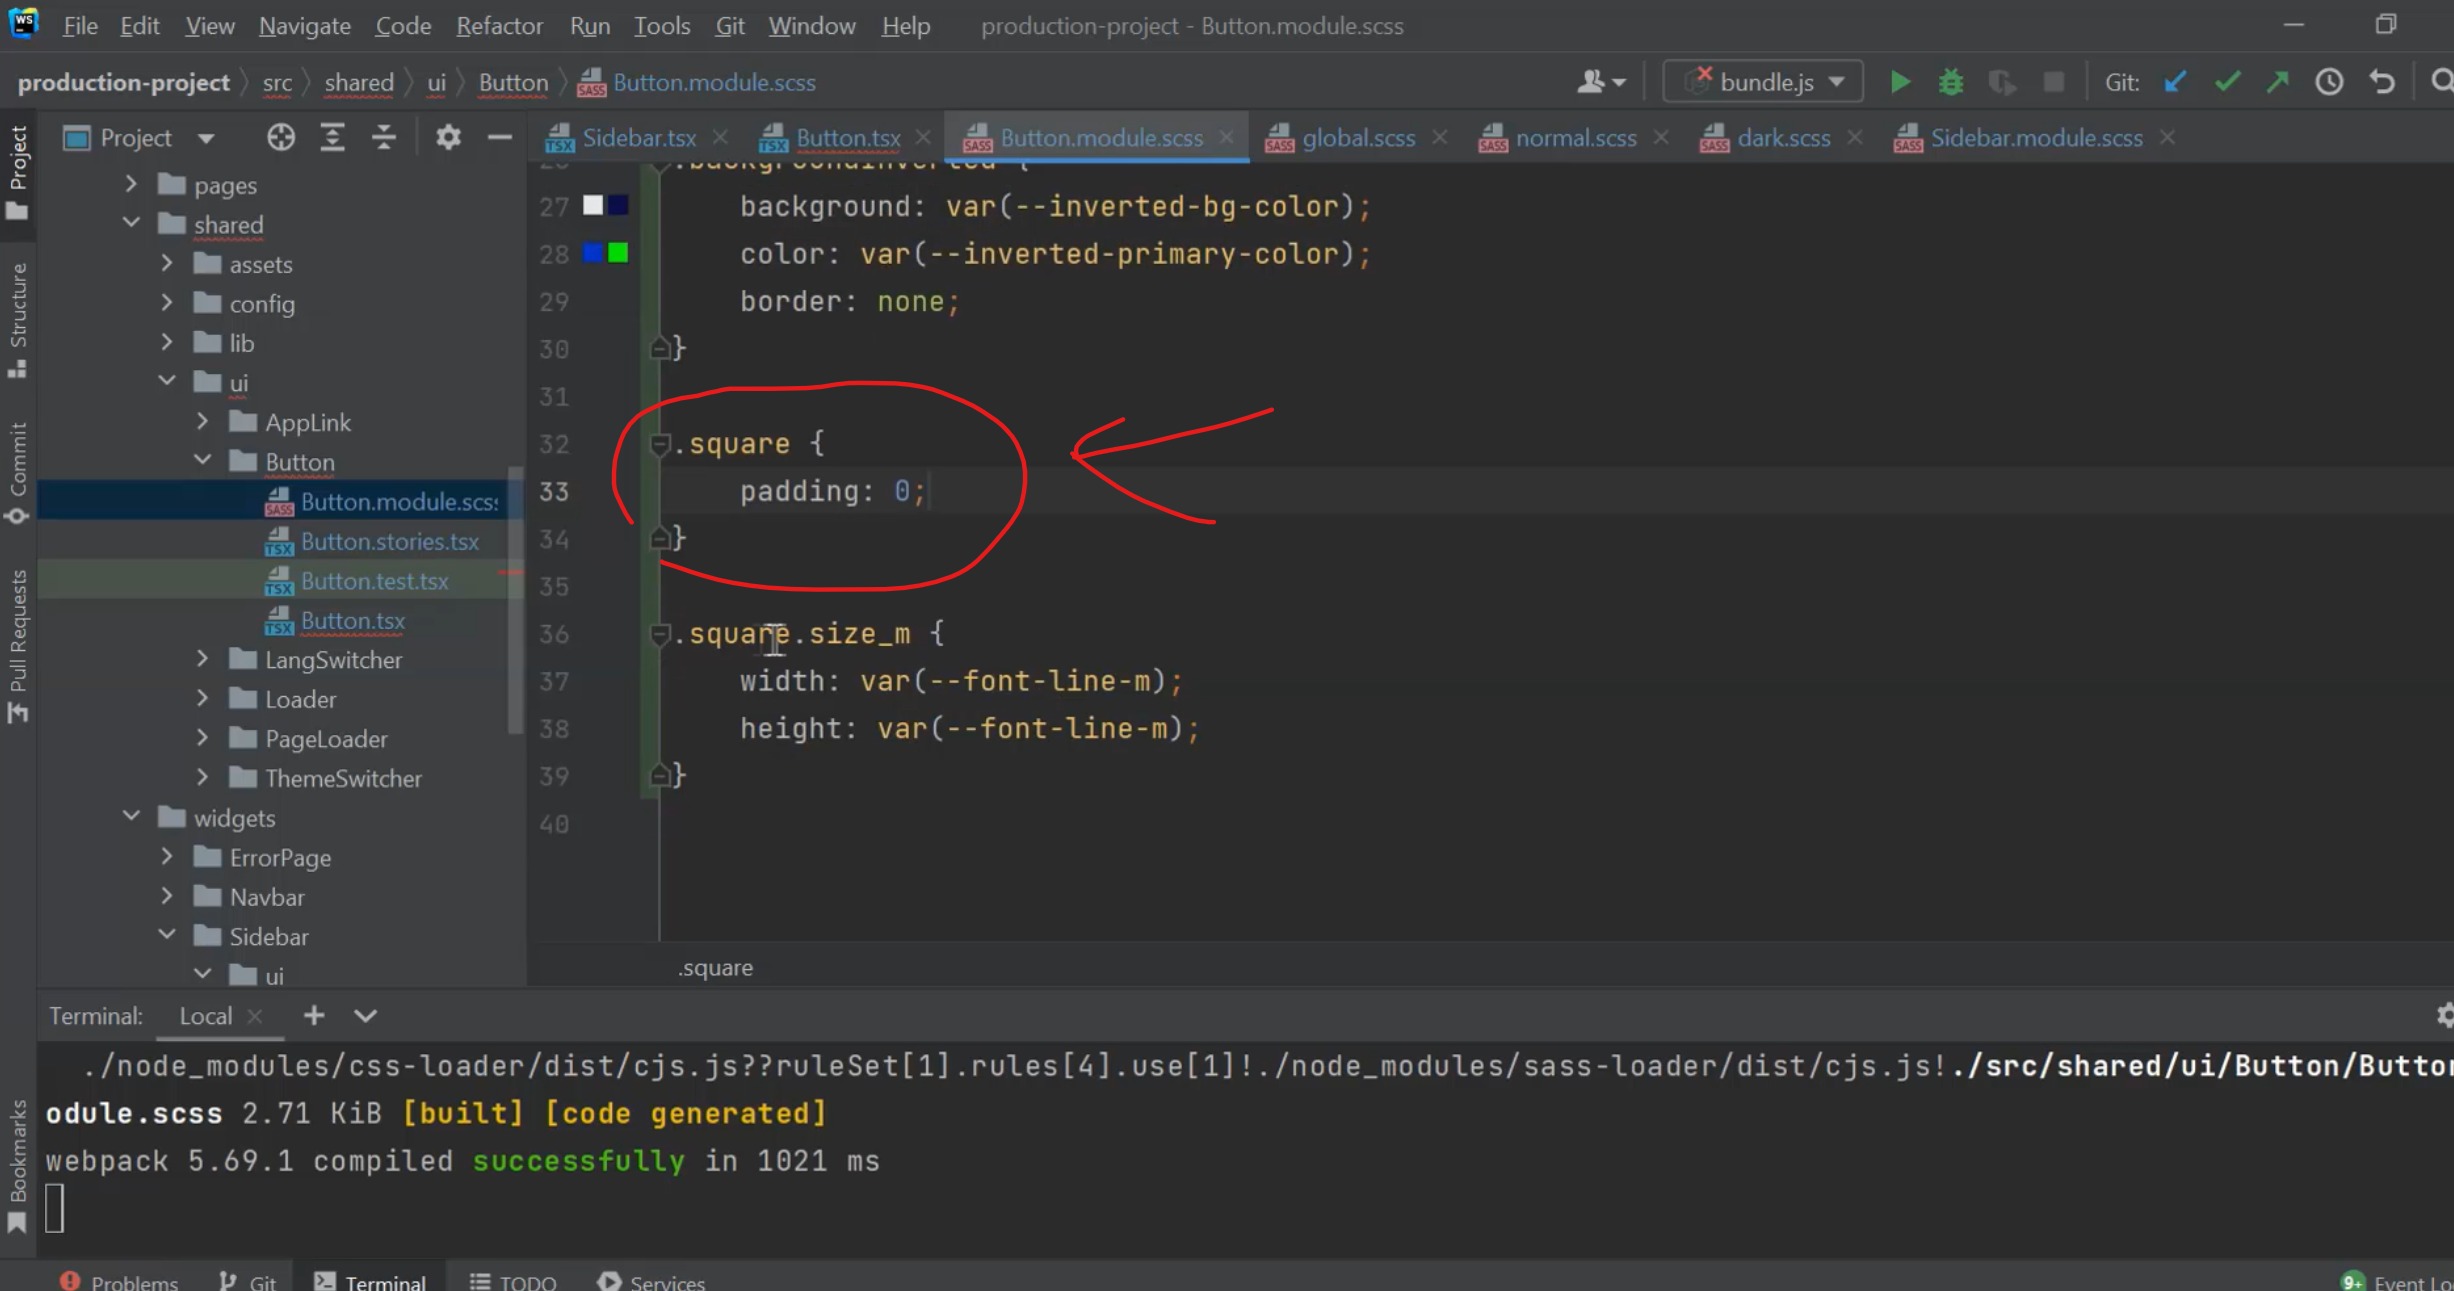 WS File Edit View Navigate Code Refactor Run Tools Git Window Help production-project - Button.module.scss
production-project src shared ui Button Button.module.scss bundle.js Git:
Project Sidebar.tsx Button.tsx Button.module.scss global.scss normal.scss dark.scss Sidebar.module.scss
Project
Structure
Commit
Pull Requests
Bookmarks
pages
shared
assets
config
lib
ui
AppLink
Button
Button.module.scss
Button.stories.tsx
Button.test.tsx
Button.tsx
LangSwitcher
Loader
PageLoader
ThemeSwitcher
widgets
ErrorPage
Navbar
Sidebar
ui
26 .backgroundInverted {
27 background: var(--inverted-bg-color);
28 color: var(--inverted-primary-color);
29 border: none;
30 }
31
32 .square {
33 padding: 0;
34 }
35
36 .square.size_m {
37 width: var(--font-line-m);
38 height: var(--font-line-m);
39 }
40
.square
Terminal: Local
./node_modules/css-loader/dist/cjs.js??ruleSet[1].rules[4].use[1]!./node_modules/sass-loader/dist/cjs.js!./src/shared/ui/Button/Button
odule.scss 2.71 KiB [built] [code generated]
webpack 5.69.1 compiled successfully in 1021 ms
Problems Git Terminal TODO Services 9+ Event Lo